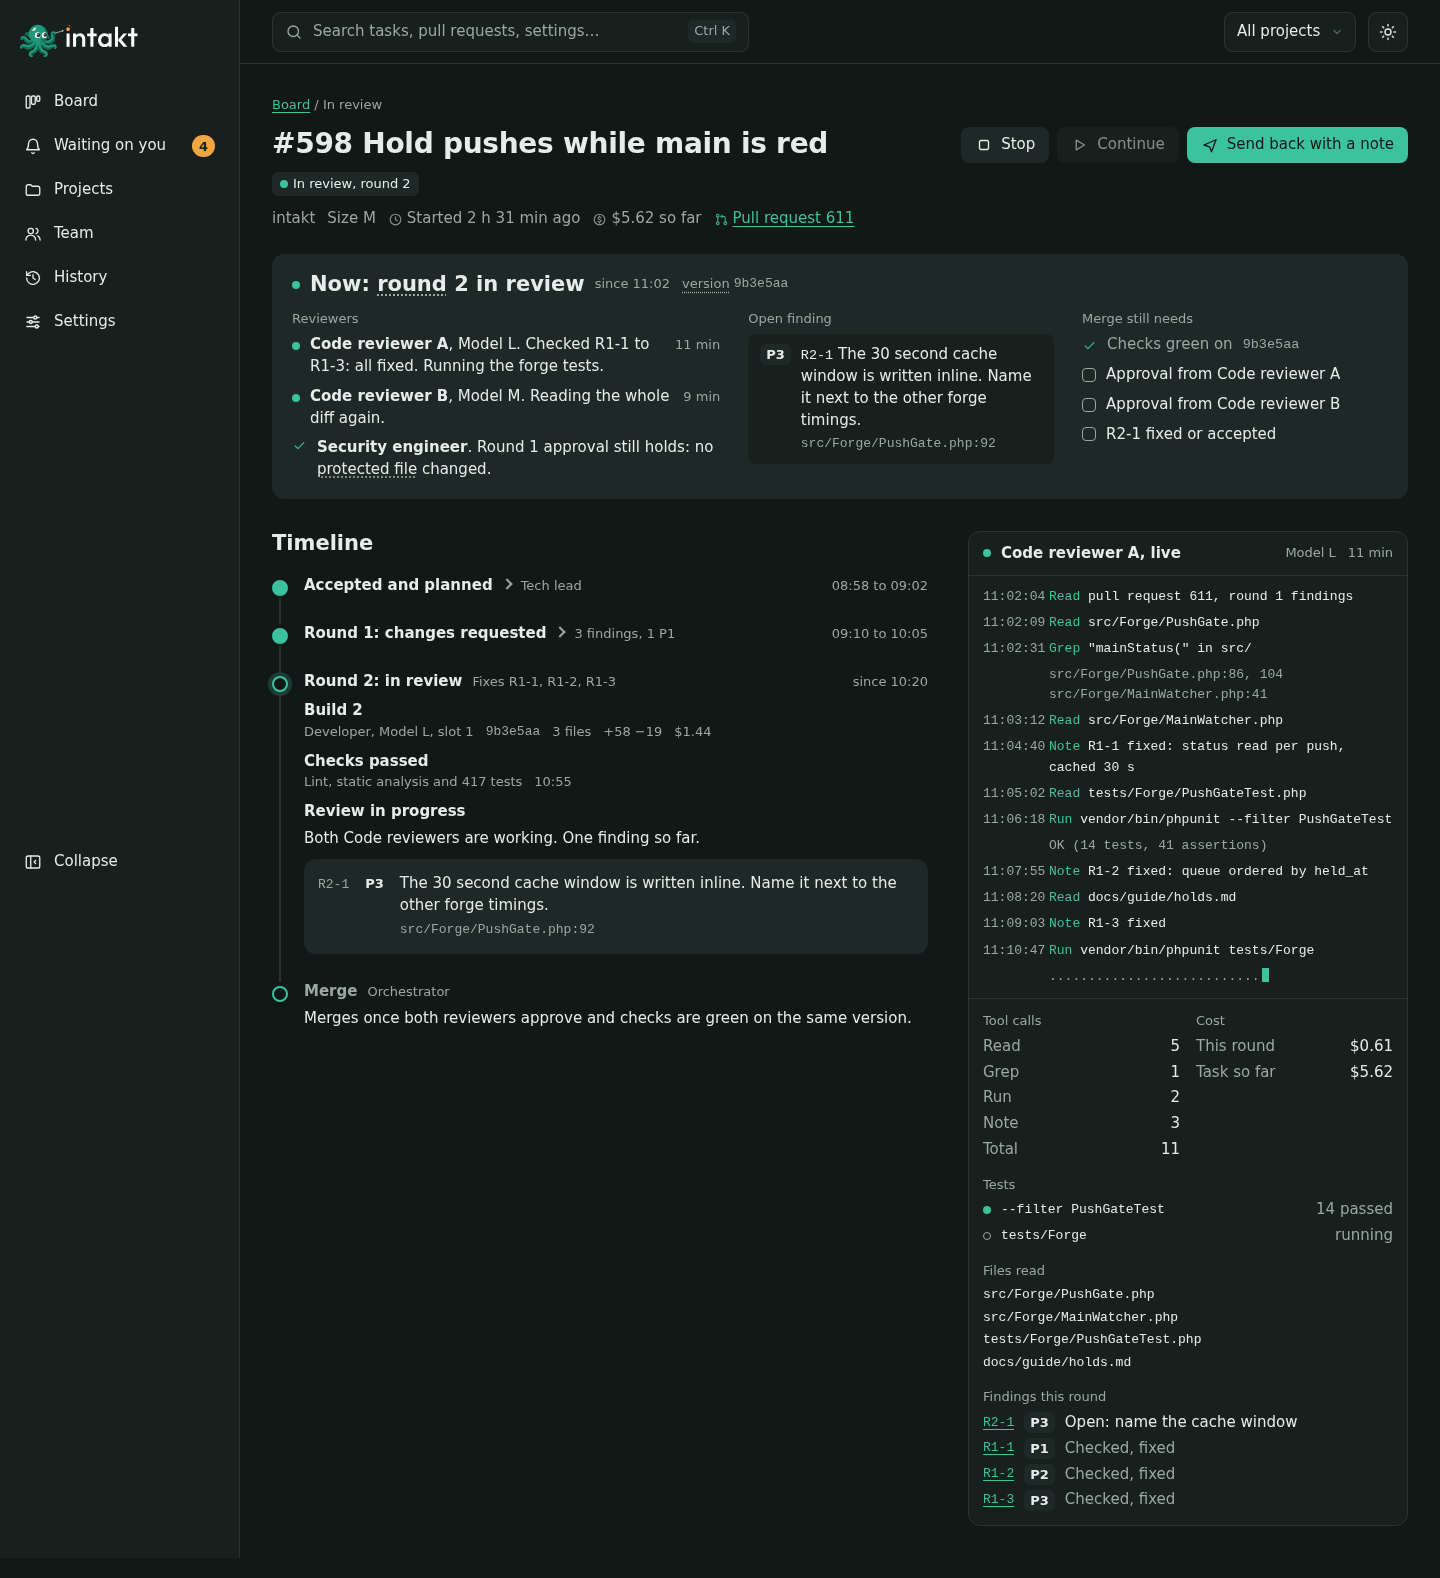 intakt
Search tasks, pull requests, settings...
Ctrl K
All projects
Board
Waiting on you 4
Projects
Team
History
Settings
Collapse
Board / In review
#598 Hold pushes while main is red
Stop
Continue
Send back with a note
In review, round 2
intakt Size M Started 2 h 31 min ago $5.62 so far Pull request 611
Now: round 2 in review since 11:02 version 9b3e5aa
Reviewers
Code reviewer A, Model L. Checked R1-1 to 11 min
R1-3: all fixed. Running the forge tests.
Code reviewer B, Model M. Reading the whole 9 min
diff again.
Security engineer. Round 1 approval still holds: no
protected file changed.
Open finding
P3 R2-1 The 30 second cache
window is written inline. Name
it next to the other forge
timings.
src/Forge/PushGate.php:92
Merge still needs
Checks green on 9b3e5aa
Approval from Code reviewer A
Approval from Code reviewer B
R2-1 fixed or accepted
Timeline
Accepted and planned Tech lead 08:58 to 09:02
Round 1: changes requested 3 findings, 1 P1 09:10 to 10:05
Round 2: in review Fixes R1-1, R1-2, R1-3 since 10:20
Build 2
Developer, Model L, slot 1 9b3e5aa 3 files +58 −19 $1.44
Checks passed
Lint, static analysis and 417 tests 10:55
Review in progress
Both Code reviewers are working. One finding so far.
R2-1 P3 The 30 second cache window is written inline. Name it next to the
other forge timings.
src/Forge/PushGate.php:92
Merge Orchestrator
Merges once both reviewers approve and checks are green on the same version.
Code reviewer A, live Model L 11 min
11:02:04 Read pull request 611, round 1 findings
11:02:09 Read src/Forge/PushGate.php
11:02:31 Grep "mainStatus(" in src/
src/Forge/PushGate.php:86, 104
src/Forge/MainWatcher.php:41
11:03:12 Read src/Forge/MainWatcher.php
11:04:40 Note R1-1 fixed: status read per push,
cached 30 s
11:05:02 Read tests/Forge/PushGateTest.php
11:06:18 Run vendor/bin/phpunit --filter PushGateTest
OK (14 tests, 41 assertions)
11:07:55 Note R1-2 fixed: queue ordered by held_at
11:08:20 Read docs/guide/holds.md
11:09:03 Note R1-3 fixed
11:10:47 Run vendor/bin/phpunit tests/Forge
...........................
Tool calls
Read 5
Grep 1
Run 2
Note 3
Total 11
Cost
This round $0.61
Task so far $5.62
Tests
--filter PushGateTest 14 passed
tests/Forge running
Files read
src/Forge/PushGate.php
src/Forge/MainWatcher.php
tests/Forge/PushGateTest.php
docs/guide/holds.md
Findings this round
R2-1 P3 Open: name the cache window
R1-1 P1 Checked, fixed
R1-2 P2 Checked, fixed
R1-3 P3 Checked, fixed